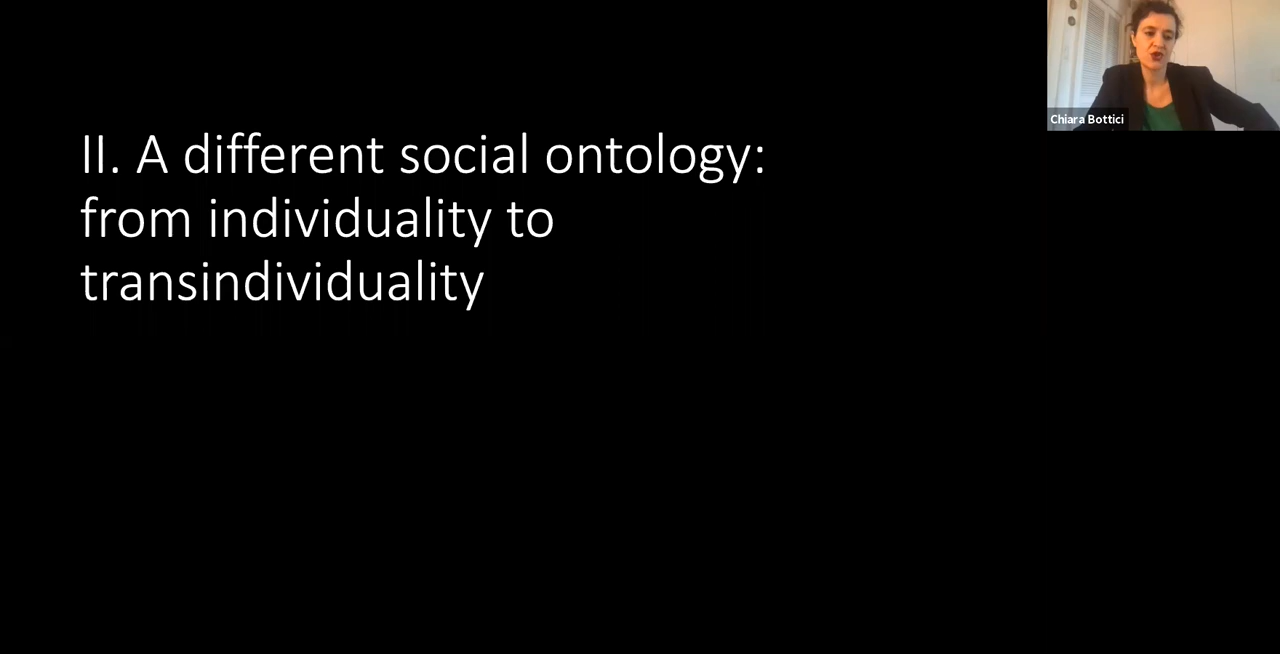 II. A different social ontology:
from individuality to
transindividuality
Chiara Bottici